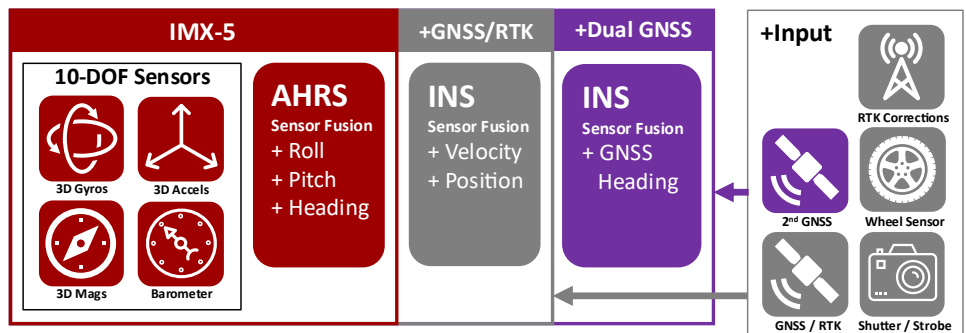 IMX-5
+GNSS/RTK
+Dual GNSS
+Input
10-DOF Sensors
3D Gyros
3D Accels
3D Mags
Barometer
AHRS
Sensor Fusion
+ Roll
+ Pitch
+ Heading
INS
Sensor Fusion
+ Velocity
+ Position
INS
Sensor Fusion
+ GNSS
Heading
RTK Corrections
2nd GNSS
Wheel Sensor
GNSS / RTK
Shutter / Strobe